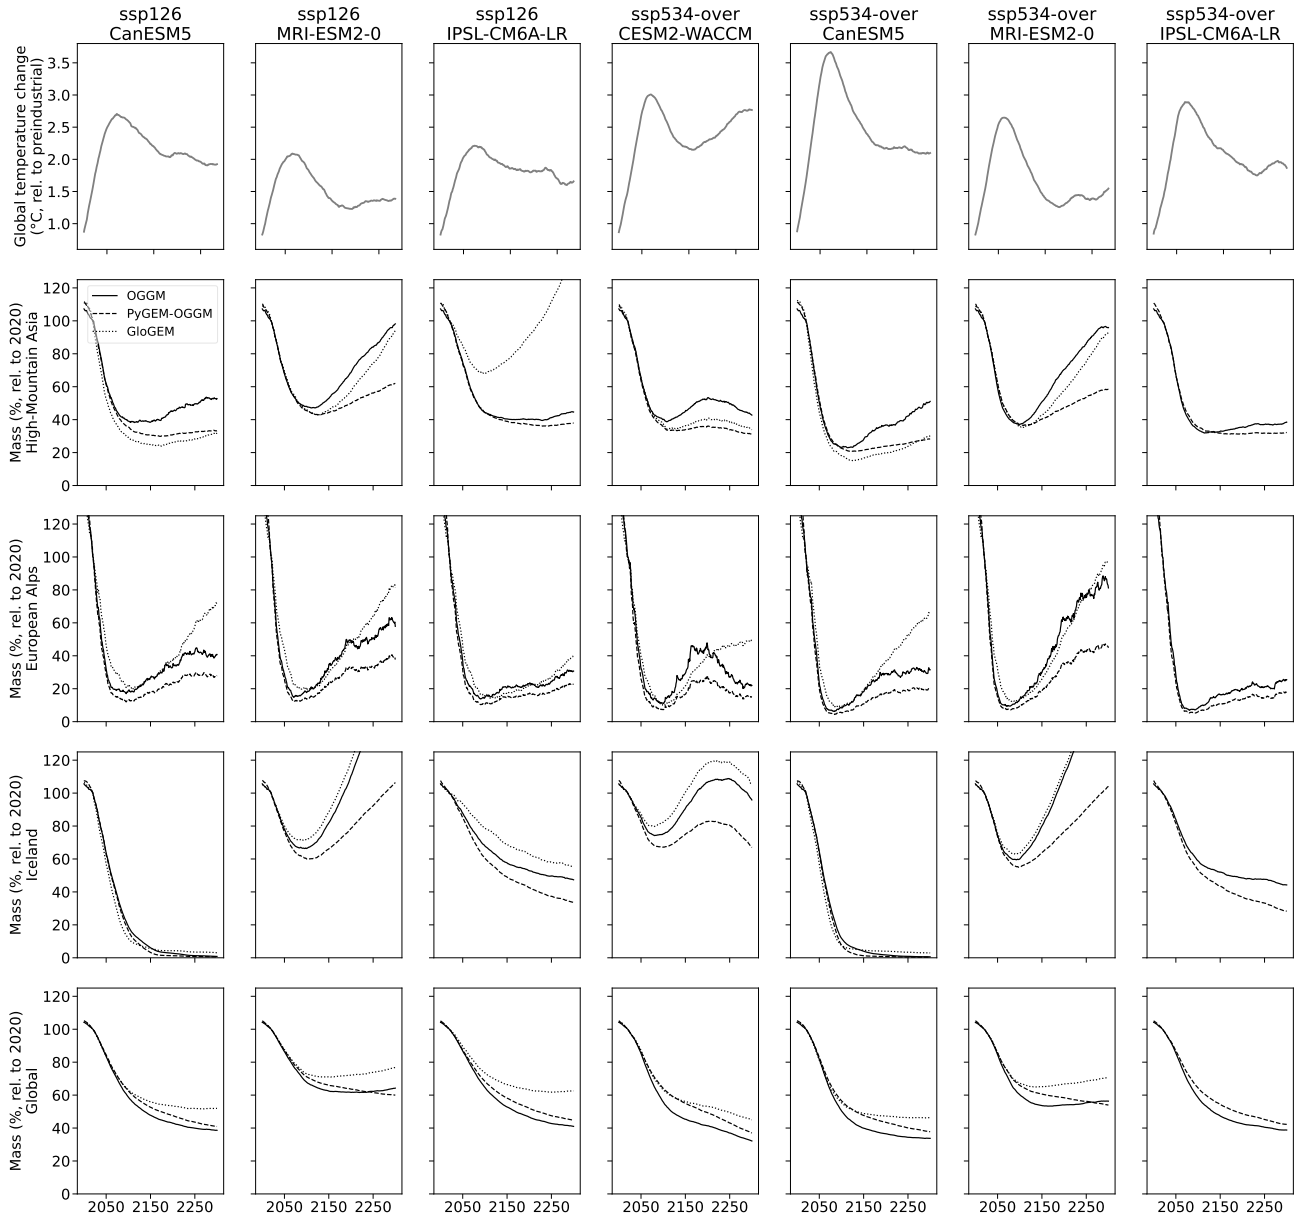 ssp126
CanESM5
ssp126
MRI-ESM2-0
ssp126
IPSL-CM6A-LR
ssp534-over
CESM2-WACCM
ssp534-over
CanESM5
ssp534-over
MRI-ESM2-0
ssp534-over
IPSL-CM6A-LR
Global temperature change
(°C, rel. to preindustrial)
3.5
3.0
2.5
2.0
1.5
1.0
Mass (%, rel. to 2020)
High-Mountain Asia
120
100
80
60
40
20
0
OGGM
PyGEM-OGGM
GloGEM
Mass (%, rel. to 2020)
European Alps
120
100
80
60
40
20
0
Mass (%, rel. to 2020)
Iceland
120
100
80
60
40
20
0
Mass (%, rel. to 2020)
Global
120
100
80
60
40
20
0
2050 2150 2250
2050 2150 2250
2050 2150 2250
2050 2150 2250
2050 2150 2250
2050 2150 2250
2050 2150 2250